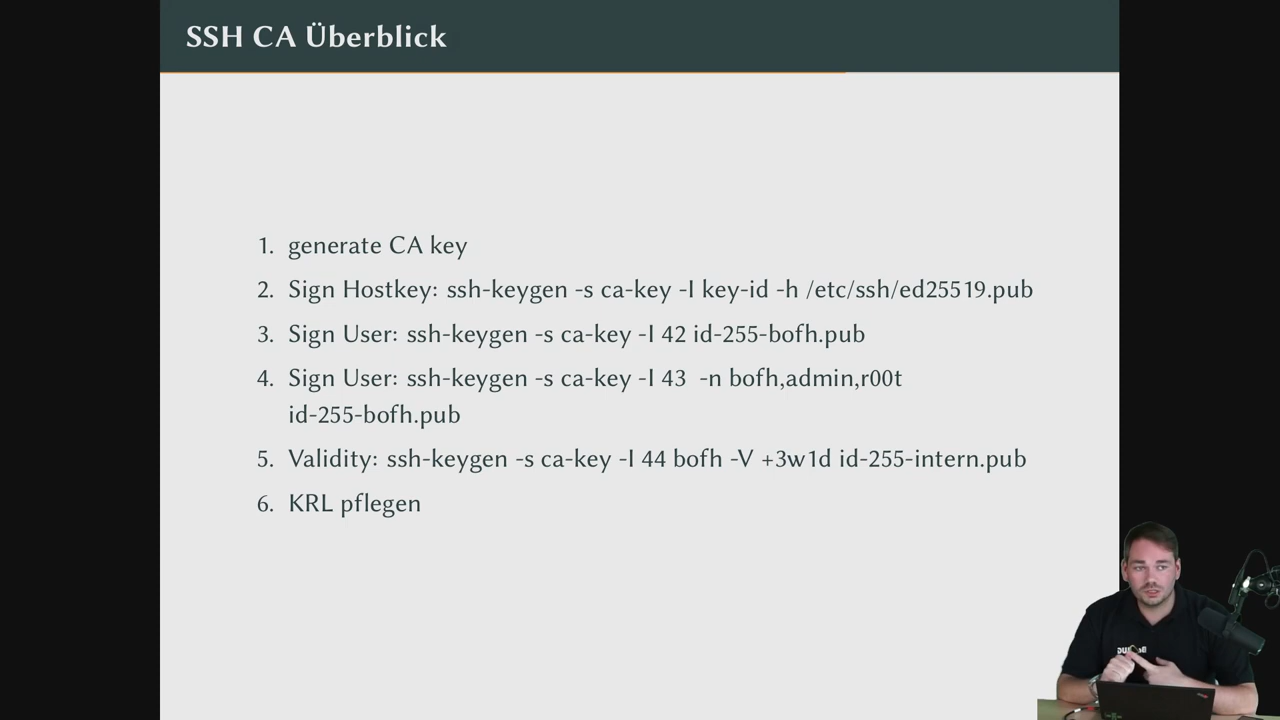 SSH CA Überblick
1. generate CA key
2. Sign Hostkey: ssh-keygen -s ca-key -I key-id -h /etc/ssh/ed25519.pub
3. Sign User: ssh-keygen -s ca-key -I 42 id-255-bofh.pub
4. Sign User: ssh-keygen -s ca-key -I 43 -n bofh,admin,r00t
id-255-bofh.pub
5. Validity: ssh-keygen -s ca-key -I 44 bofh -V +3w1d id-255-intern.pub
6. KRL pflegen